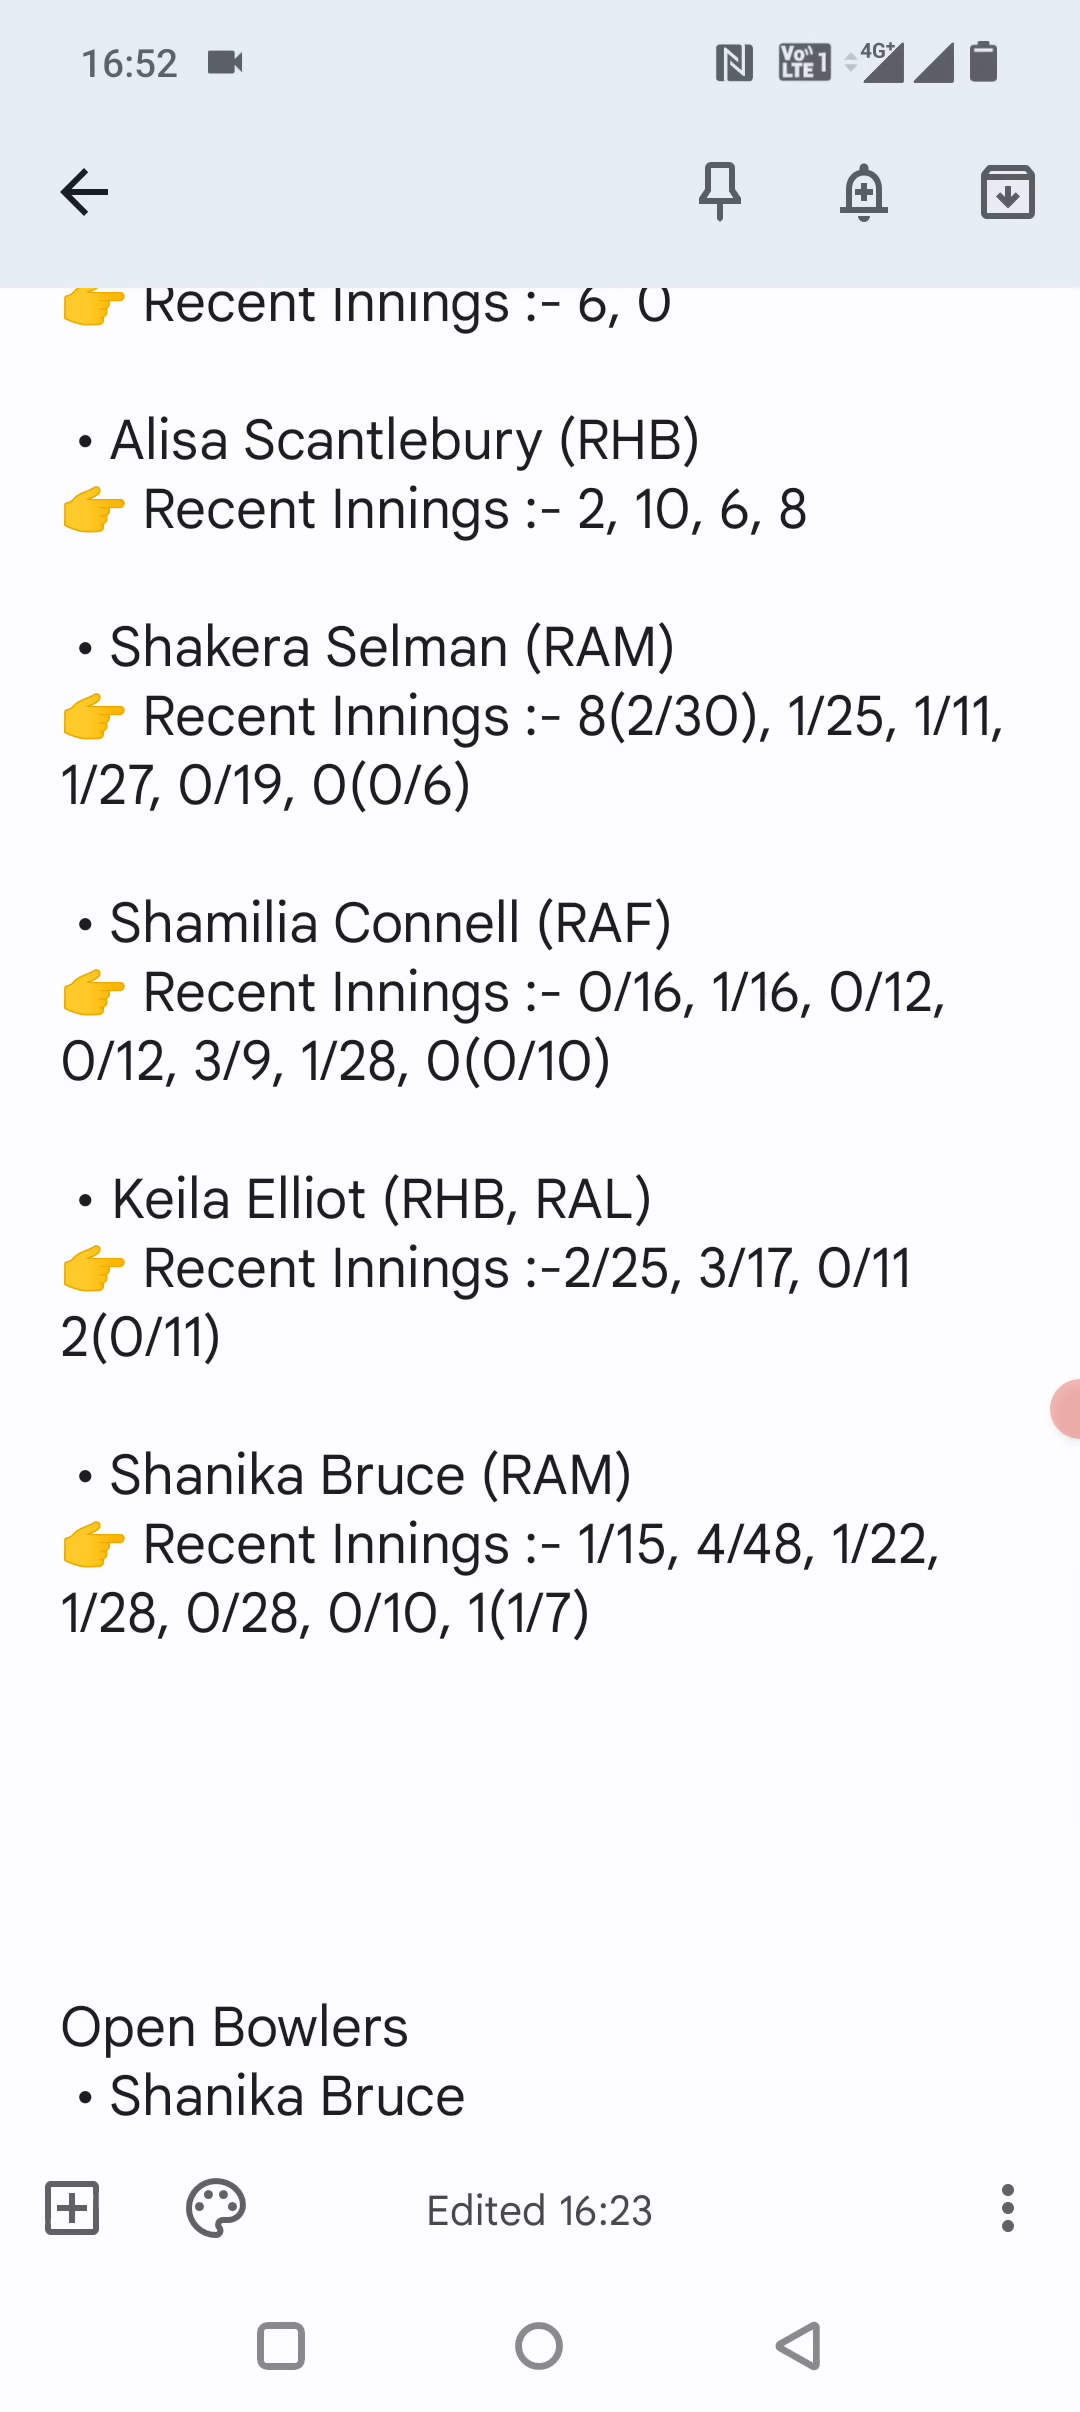 16:52
Vo)) LTE 1 4G+
👉 Recent Innings :- 6, 0
• Alisa Scantlebury (RHB)
👉 Recent Innings :- 2, 10, 6, 8
• Shakera Selman (RAM)
👉 Recent Innings :- 8(2/30), 1/25, 1/11,
1/27, 0/19, 0(0/6)
• Shamilia Connell (RAF)
👉 Recent Innings :- 0/16, 1/16, 0/12,
0/12, 3/9, 1/28, 0(0/10)
• Keila Elliot (RHB, RAL)
👉 Recent Innings :-2/25, 3/17, 0/11
2(0/11)
• Shanika Bruce (RAM)
👉 Recent Innings :- 1/15, 4/48, 1/22,
1/28, 0/28, 0/10, 1(1/7)
Open Bowlers
• Shanika Bruce
Edited 16:23